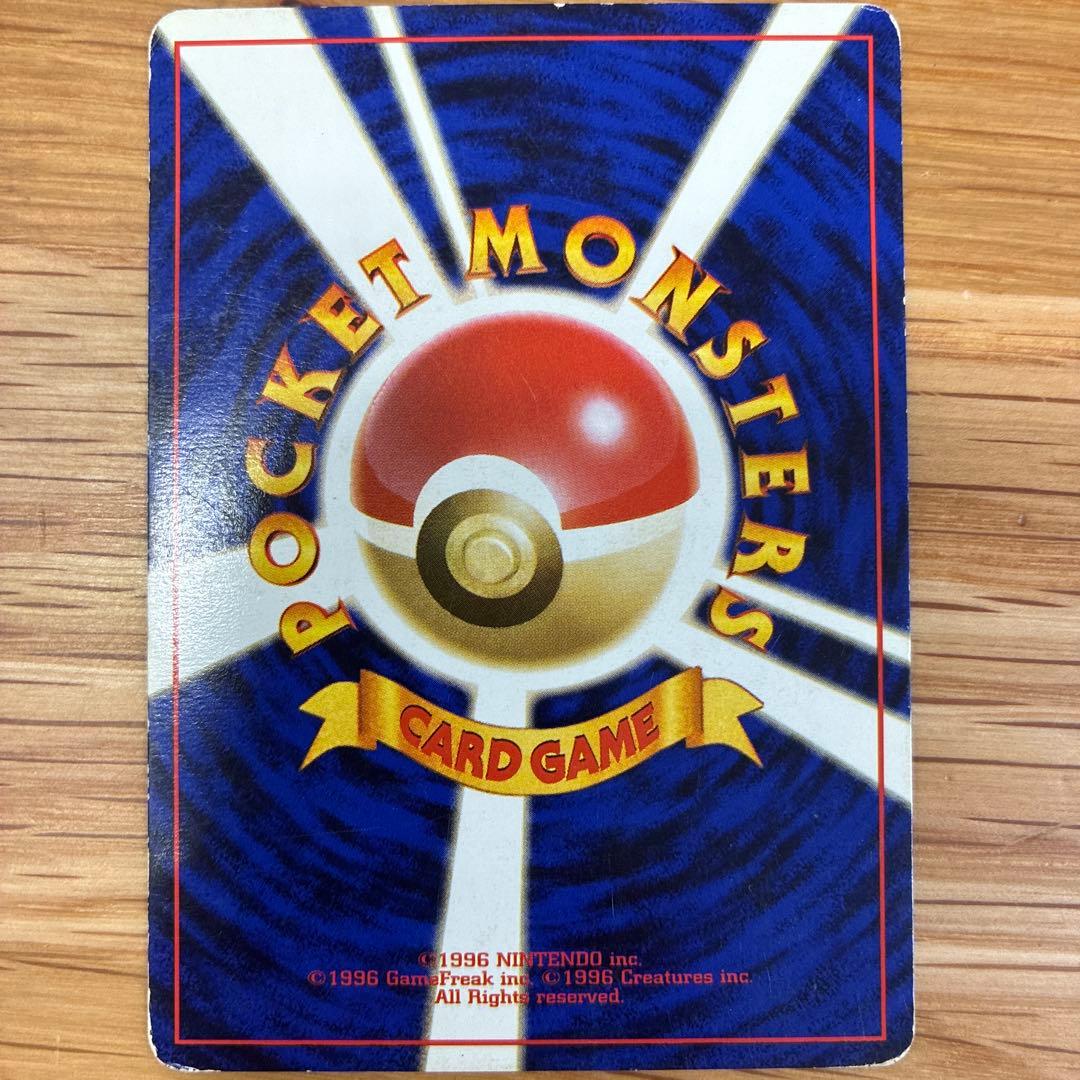 POCKET MONSTERS
CARD GAME
©1996 NINTENDO inc.
©1996 GameFreak inc. ©1996 Creatures inc.
All Rights reserved.